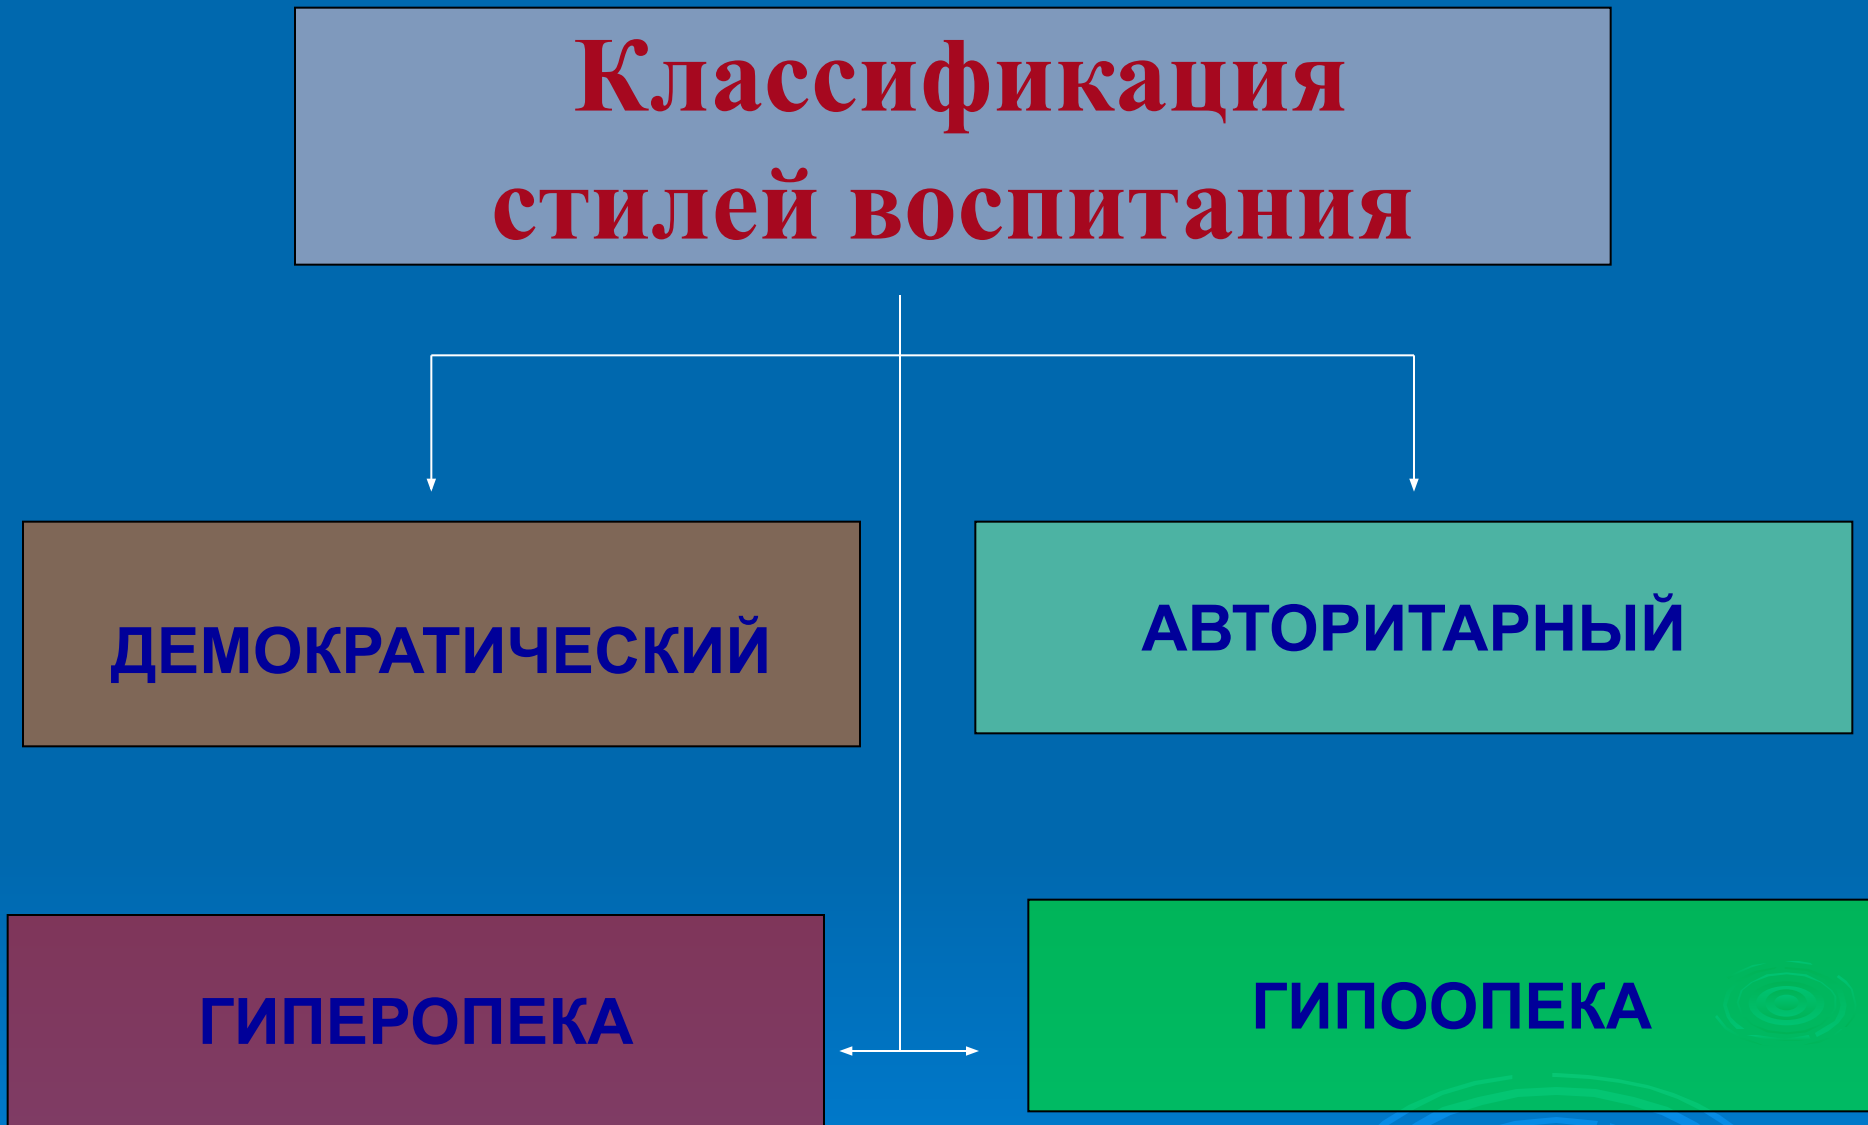 Классификация
стилей воспитания
ДЕМОКРАТИЧЕСКИЙ
АВТОРИТАРНЫЙ
ГИПЕРОПЕКА
ГИПООПЕКА